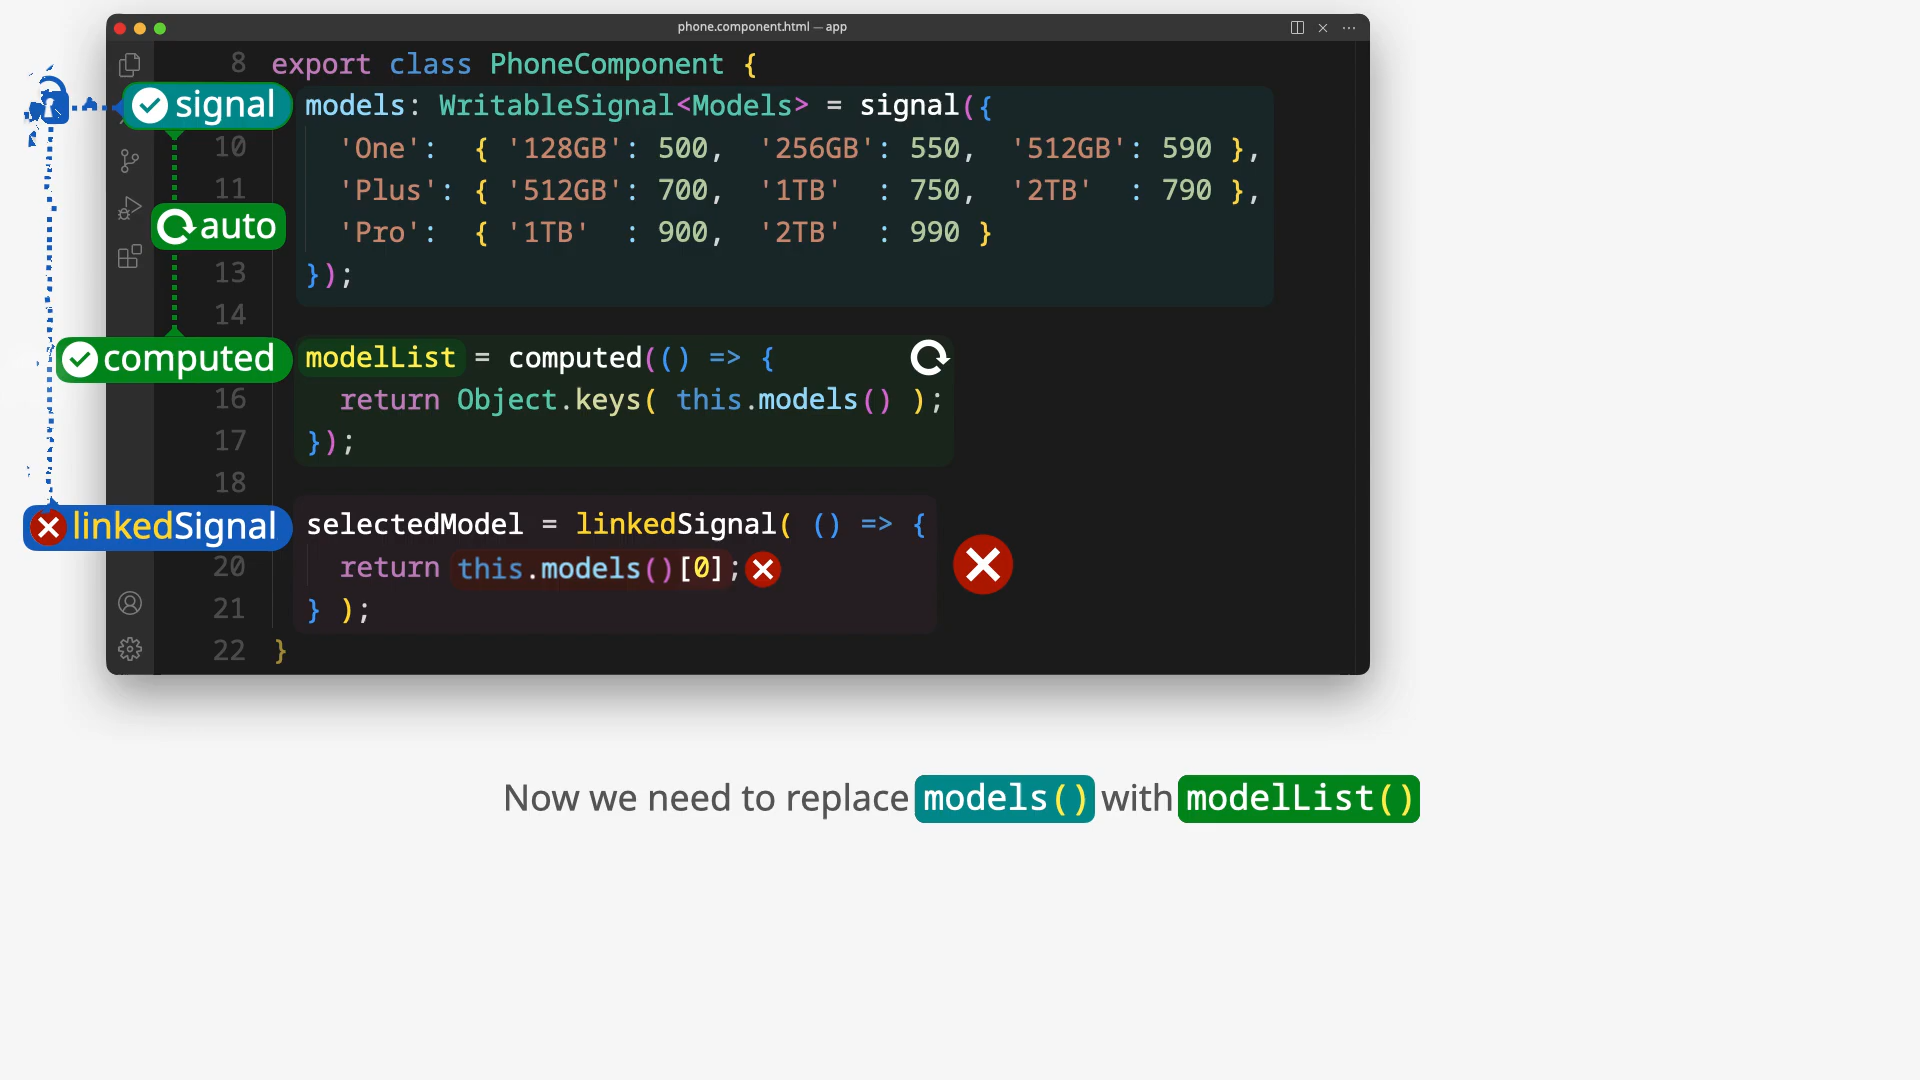 phone.component.html — app
8 export class PhoneComponent {
signal models: WritableSignal<Models> = signal({
10 'One': { '128GB': 500, '256GB': 550, '512GB': 590 },
11 'Plus': { '512GB': 700, '1TB' : 750, '2TB' : 790 },
auto 'Pro': { '1TB' : 900, '2TB' : 990 }
13 });
14
computed modelList = computed(() => {
16 return Object.keys( this.models() );
17 });
18
linkedSignal selectedModel = linkedSignal( () => {
20 return this.models()[0];
21 } );
22 }
Now we need to replace models() with modelList()